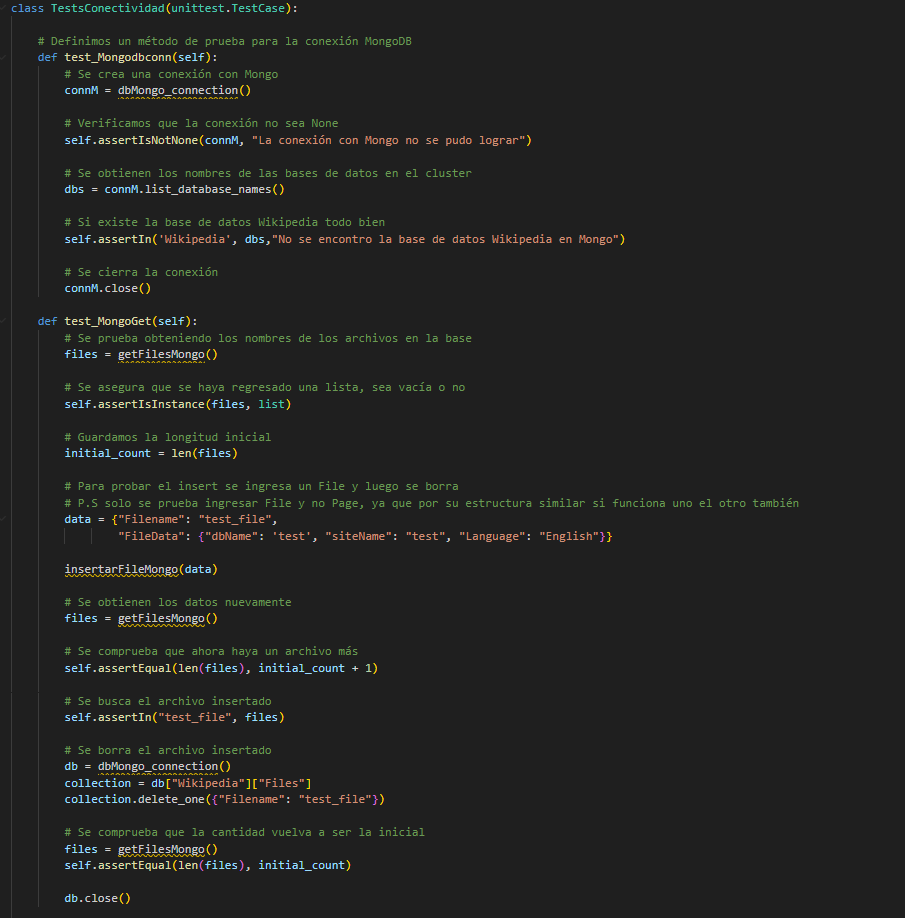 class TestsConectividad(unittest.TestCase):
# Definimos un método de prueba para la conexión MongoDB
def test_Mongodbconn(self):
# Se crea una conexión con Mongo
connM = dbMongo_connection()
# Verificamos que la conexión no sea None
self.assertIsNotNone(connM, "La conexión con Mongo no se pudo lograr")
# Se obtienen los nombres de las bases de datos en el cluster
dbs = connM.list_database_names()
# Si existe la base de datos Wikipedia todo bien
self.assertIn('Wikipedia', dbs,"No se encontro la base de datos Wikipedia en Mongo")
# Se cierra la conexión
connM.close()
def test_MongoGet(self):
# Se prueba obteniendo los nombres de los archivos en la base
files = getFilesMongo()
# Se asegura que se haya regresado una lista, sea vacía o no
self.assertIsInstance(files, list)
# Guardamos la longitud inicial
initial_count = len(files)
# Para probar el insert se ingresa un File y luego se borra
# P.S solo se prueba ingresar File y no Page, ya que por su estructura similar si funciona uno el otro también
data = {"Filename": "test_file",
"FileData": {"dbName": 'test', "siteName": "test", "Language": "English"}}
insertarFileMongo(data)
# Se obtienen los datos nuevamente
files = getFilesMongo()
# Se comprueba que ahora haya un archivo más
self.assertEqual(len(files), initial_count + 1)
# Se busca el archivo insertado
self.assertIn("test_file", files)
# Se borra el archivo insertado
db = dbMongo_connection()
collection = db["Wikipedia"]["Files"]
collection.delete_one({"Filename": "test_file"})
# Se comprueba que la cantidad vuelva a ser la inicial
files = getFilesMongo()
self.assertEqual(len(files), initial_count)
db.close()